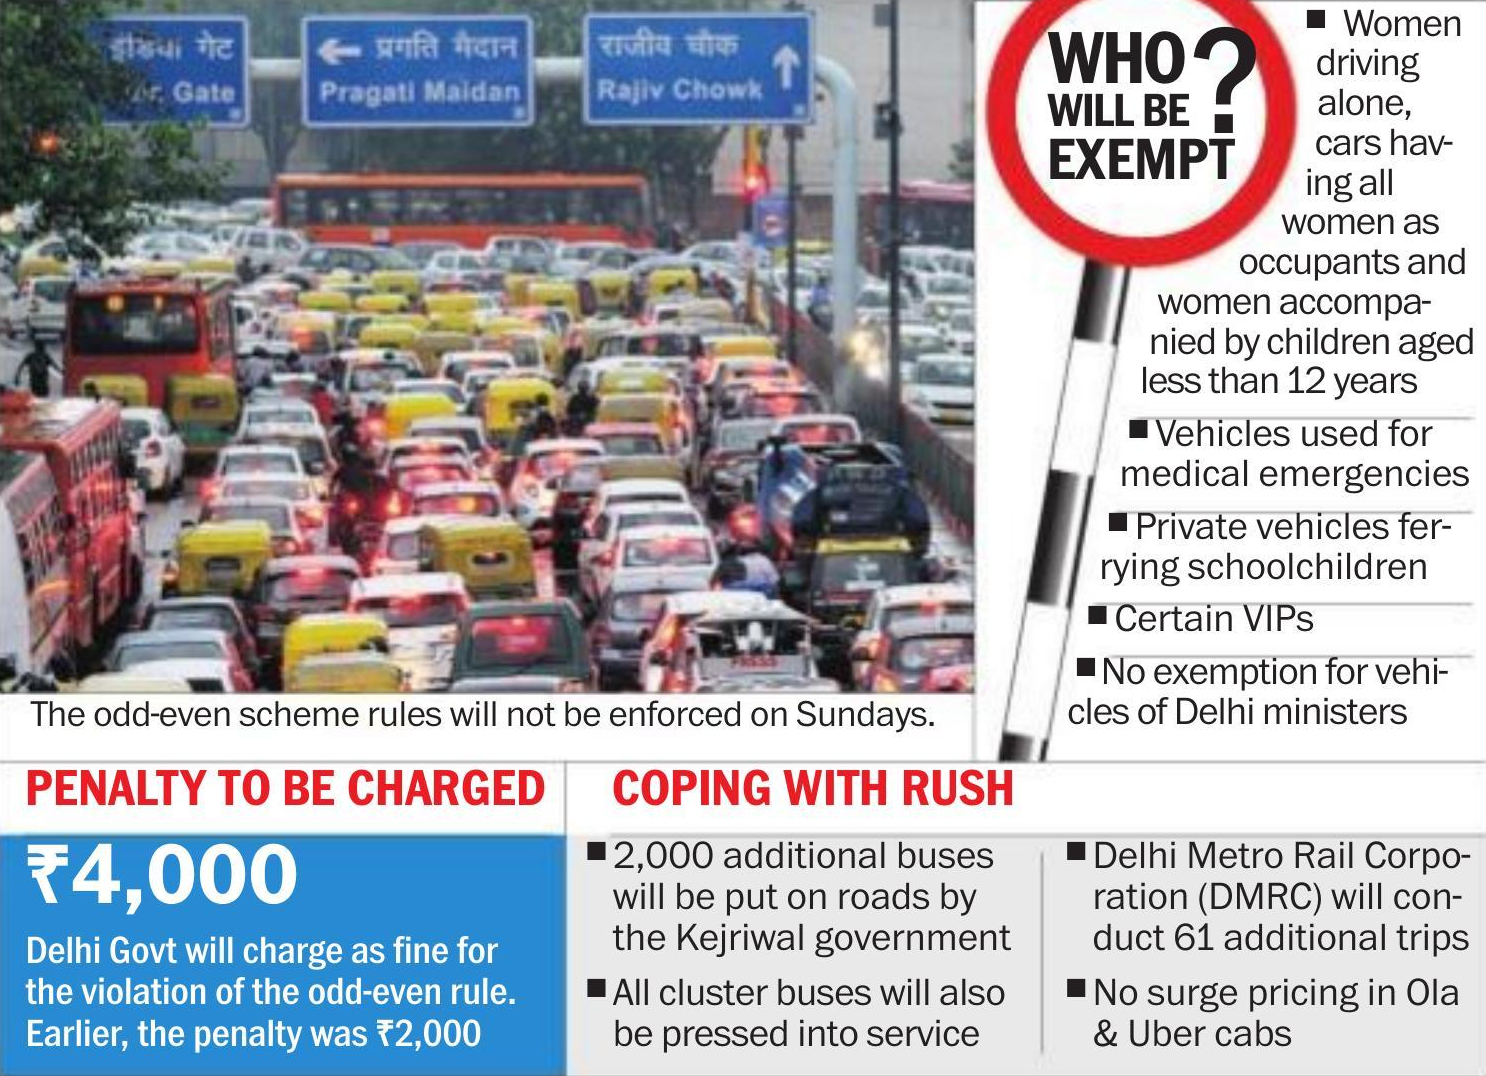 इंडिया गेट
Gate
← प्रगति मैदान
Pragati Maidan
राजीव चौक
Rajiv Chowk ↑
PRESS
The odd-even scheme rules will not be enforced on Sundays.
WHO
WILL BE
EXEMPT?
■ Women
driving
alone,
cars hav-
ing all
women as
occupants and
women accompa-
nied by children aged
less than 12 years
■ Vehicles used for
medical emergencies
■ Private vehicles fer-
rying schoolchildren
■ Certain VIPs
■ No exemption for vehi-
cles of Delhi ministers
PENALTY TO BE CHARGED
₹4,000
Delhi Govt will charge as fine for
the violation of the odd-even rule.
Earlier, the penalty was ₹2,000
COPING WITH RUSH
■ 2,000 additional buses
will be put on roads by
the Kejriwal government
■ All cluster buses will also
be pressed into service
■ Delhi Metro Rail Corpo-
ration (DMRC) will con-
duct 61 additional trips
■ No surge pricing in Ola
& Uber cabs